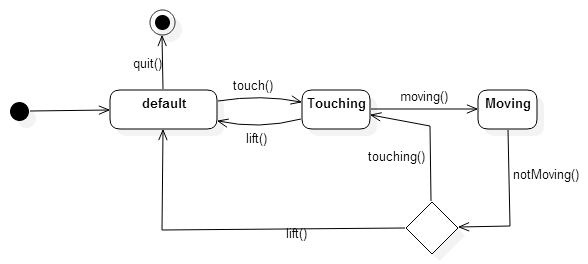 quit()
touch()
default
Touching
moving()
Moving
lift()
touching()
notMoving()
lift()